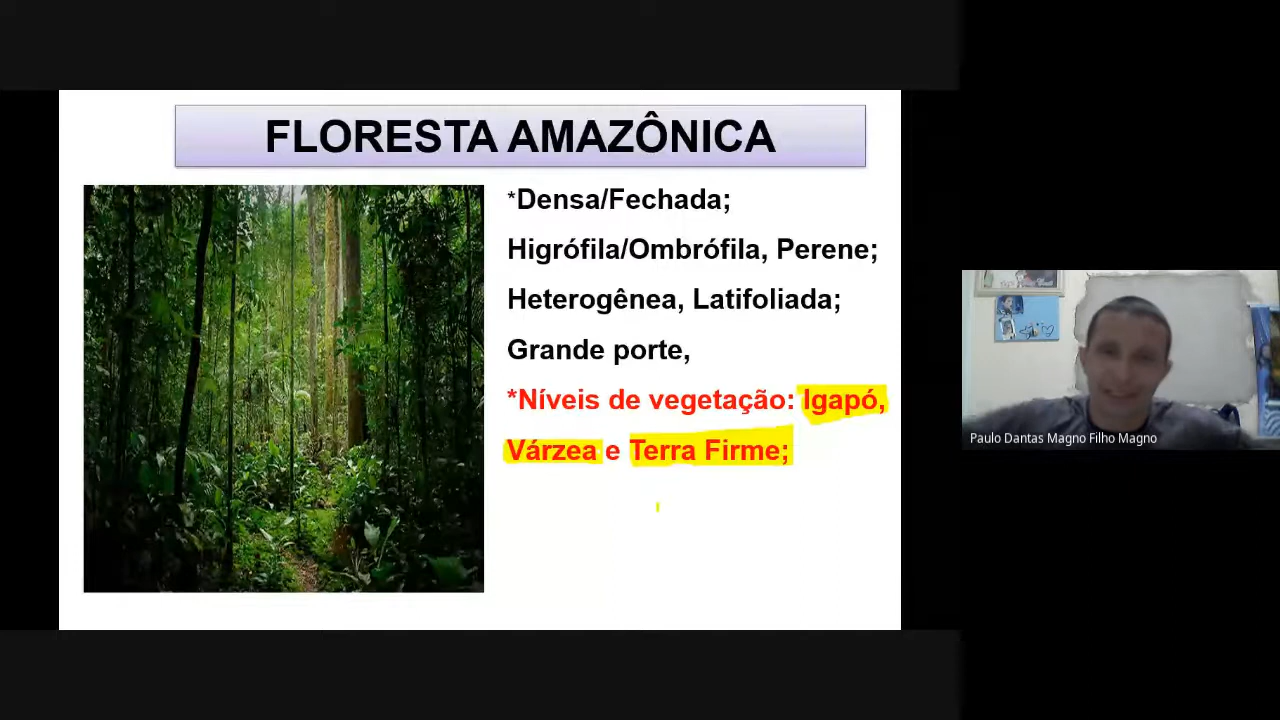 FLORESTA AMAZÔNICA
*Densa/Fechada;
Higrófila/Ombrófila, Perene;
Heterogênea, Latifoliada;
Grande porte,
*Níveis de vegetação: Igapó,
Várzea e Terra Firme;
Paulo Dantas Magno Filho Magno